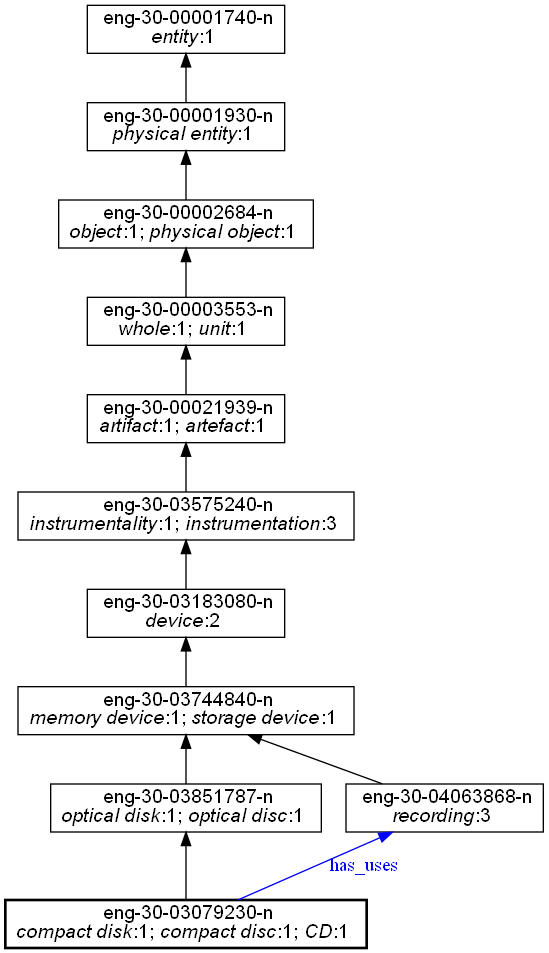 eng-30-00001740-n
entity:1
eng-30-00001930-n
physical entity:1
eng-30-00002684-n
object:1; physical object:1
eng-30-00003553-n
whole:1; unit:1
eng-30-00021939-n
artifact:1; artefact:1
eng-30-03575240-n
instrumentality:1; instrumentation:3
eng-30-03183080-n
device:2
eng-30-03744840-n
memory device:1; storage device:1
eng-30-03851787-n
optical disk:1; optical disc:1
eng-30-04063868-n
recording:3
has_uses
eng-30-03079230-n
compact disk:1; compact disc:1; CD:1